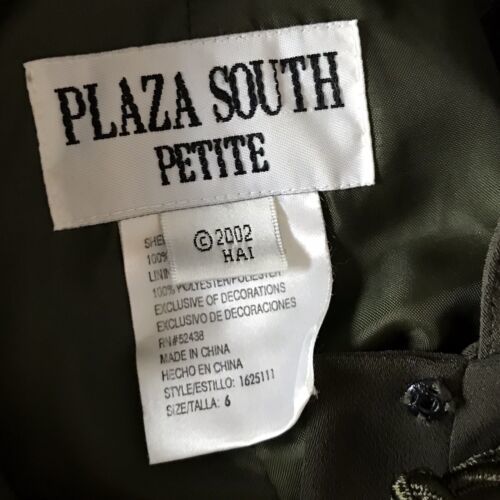 PLAZA SOUTH
PETITE
© 2002
HAI
100%
100% POLYESTER/POLIESTER
EXCLUSIVE OF DECORATIONS
EXCLUSIVO DE DECORACIONES
RN#52438
MADE IN CHINA
HECHO EN CHINA
STYLE/ESTILO: 1625111
SIZE/TALLA: 6